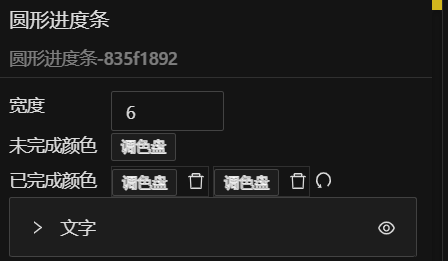 圆形进度条
圆形进度条-835f1892
宽度 6
未完成颜色 调色盘
已完成颜色 调色盘 调色盘
文字